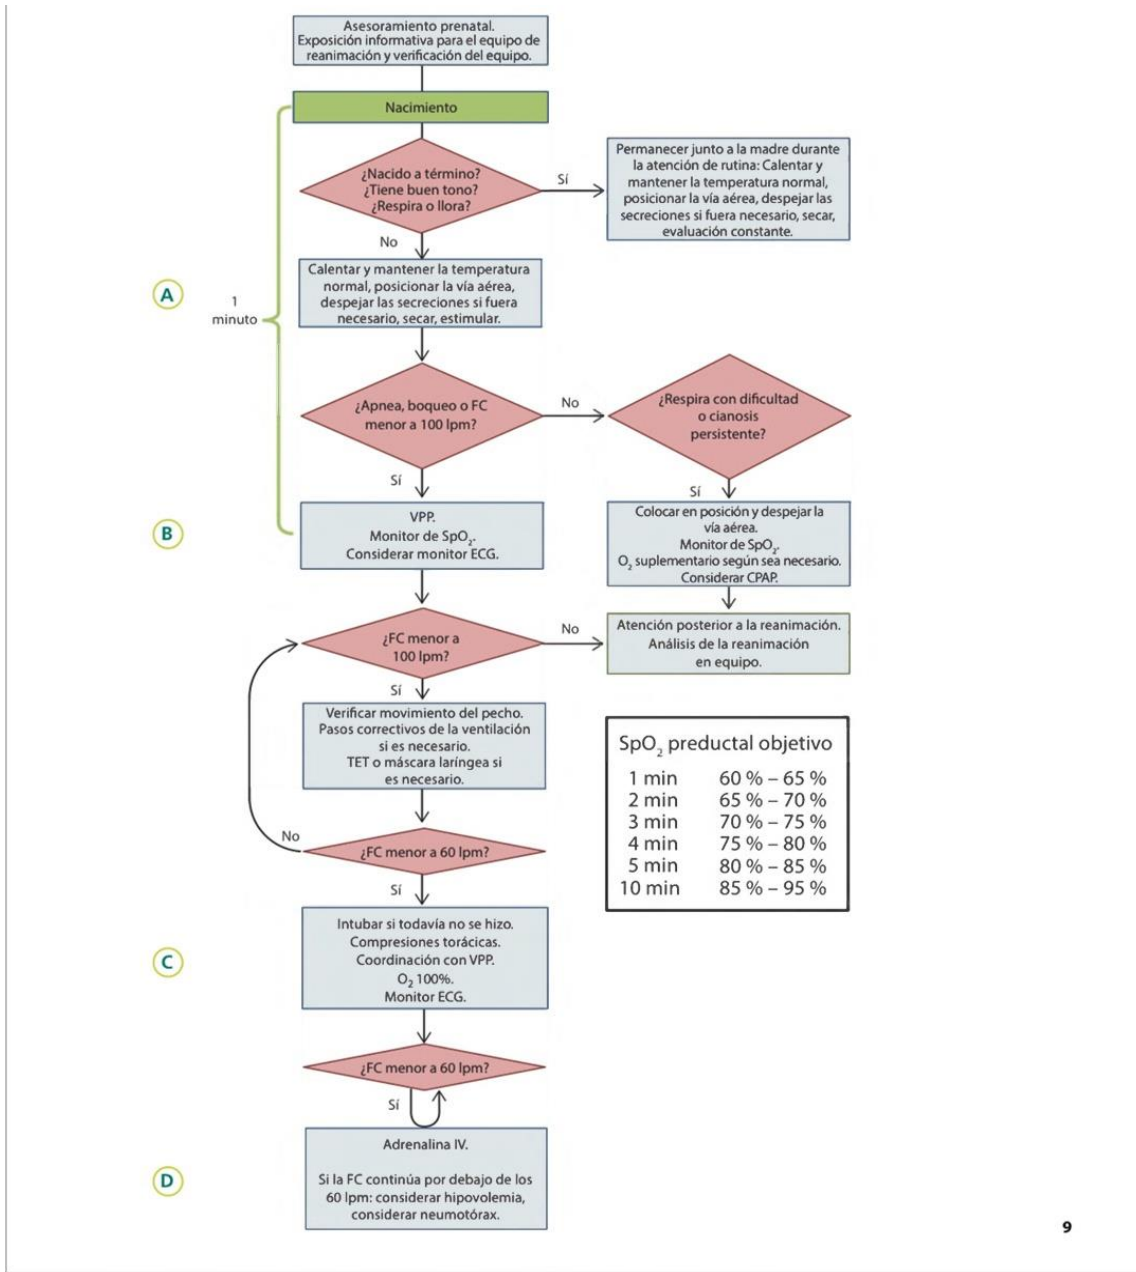 Asesoramiento prenatal.
Exposición informativa para el equipo de
reanimación y verificación del equipo.
Nacimiento
¿Nacido a término?
¿Tiene buen tono?
¿Respira o llora?
Sí
Permanecer junto a la madre durante
la atención de rutina: Calentar y
mantener la temperatura normal,
posicionar la vía aérea, despejar las
secreciones si fuera necesario, secar,
evaluación constante.
No
A
1
minuto
Calentar y mantener la temperatura
normal, posicionar la vía aérea,
despejar las secreciones si fuera
necesario, secar, estimular.
¿Apnea, boqueo o FC
menor a 100 lpm?
No
¿Respira con dificultad
o cianosis
persistente?
Sí
Sí
B
VPP.
Monitor de SpO₂.
Considerar monitor ECG.
Colocar en posición y despejar la
vía aérea.
Monitor de SpO₂.
O₂ suplementario según sea necesario.
Considerar CPAP.
¿FC menor a
100 lpm?
No
Atención posterior a la reanimación.
Análisis de la reanimación
en equipo.
Sí
Verificar movimiento del pecho.
Pasos correctivos de la ventilación
si es necesario.
TET o máscara laríngea si
es necesario.
SpO₂ preductal objetivo
1 min 60 % – 65 %
2 min 65 % – 70 %
3 min 70 % – 75 %
4 min 75 % – 80 %
5 min 80 % – 85 %
10 min 85 % – 95 %
No
¿FC menor a 60 lpm?
Sí
C
Intubar si todavía no se hizo.
Compresiones torácicas.
Coordinación con VPP.
O₂ 100%.
Monitor ECG.
¿FC menor a 60 lpm?
Sí
D
Adrenalina IV.
Si la FC continúa por debajo de los
60 lpm: considerar hipovolemia,
considerar neumotórax.
9